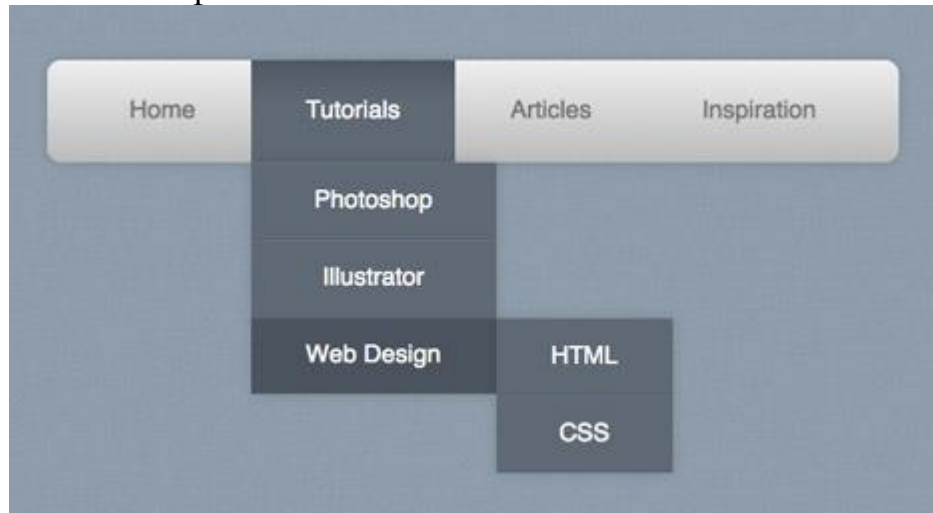 Home Tutorials Articles Inspiration
Photoshop
Illustrator
Web Design HTML
CSS